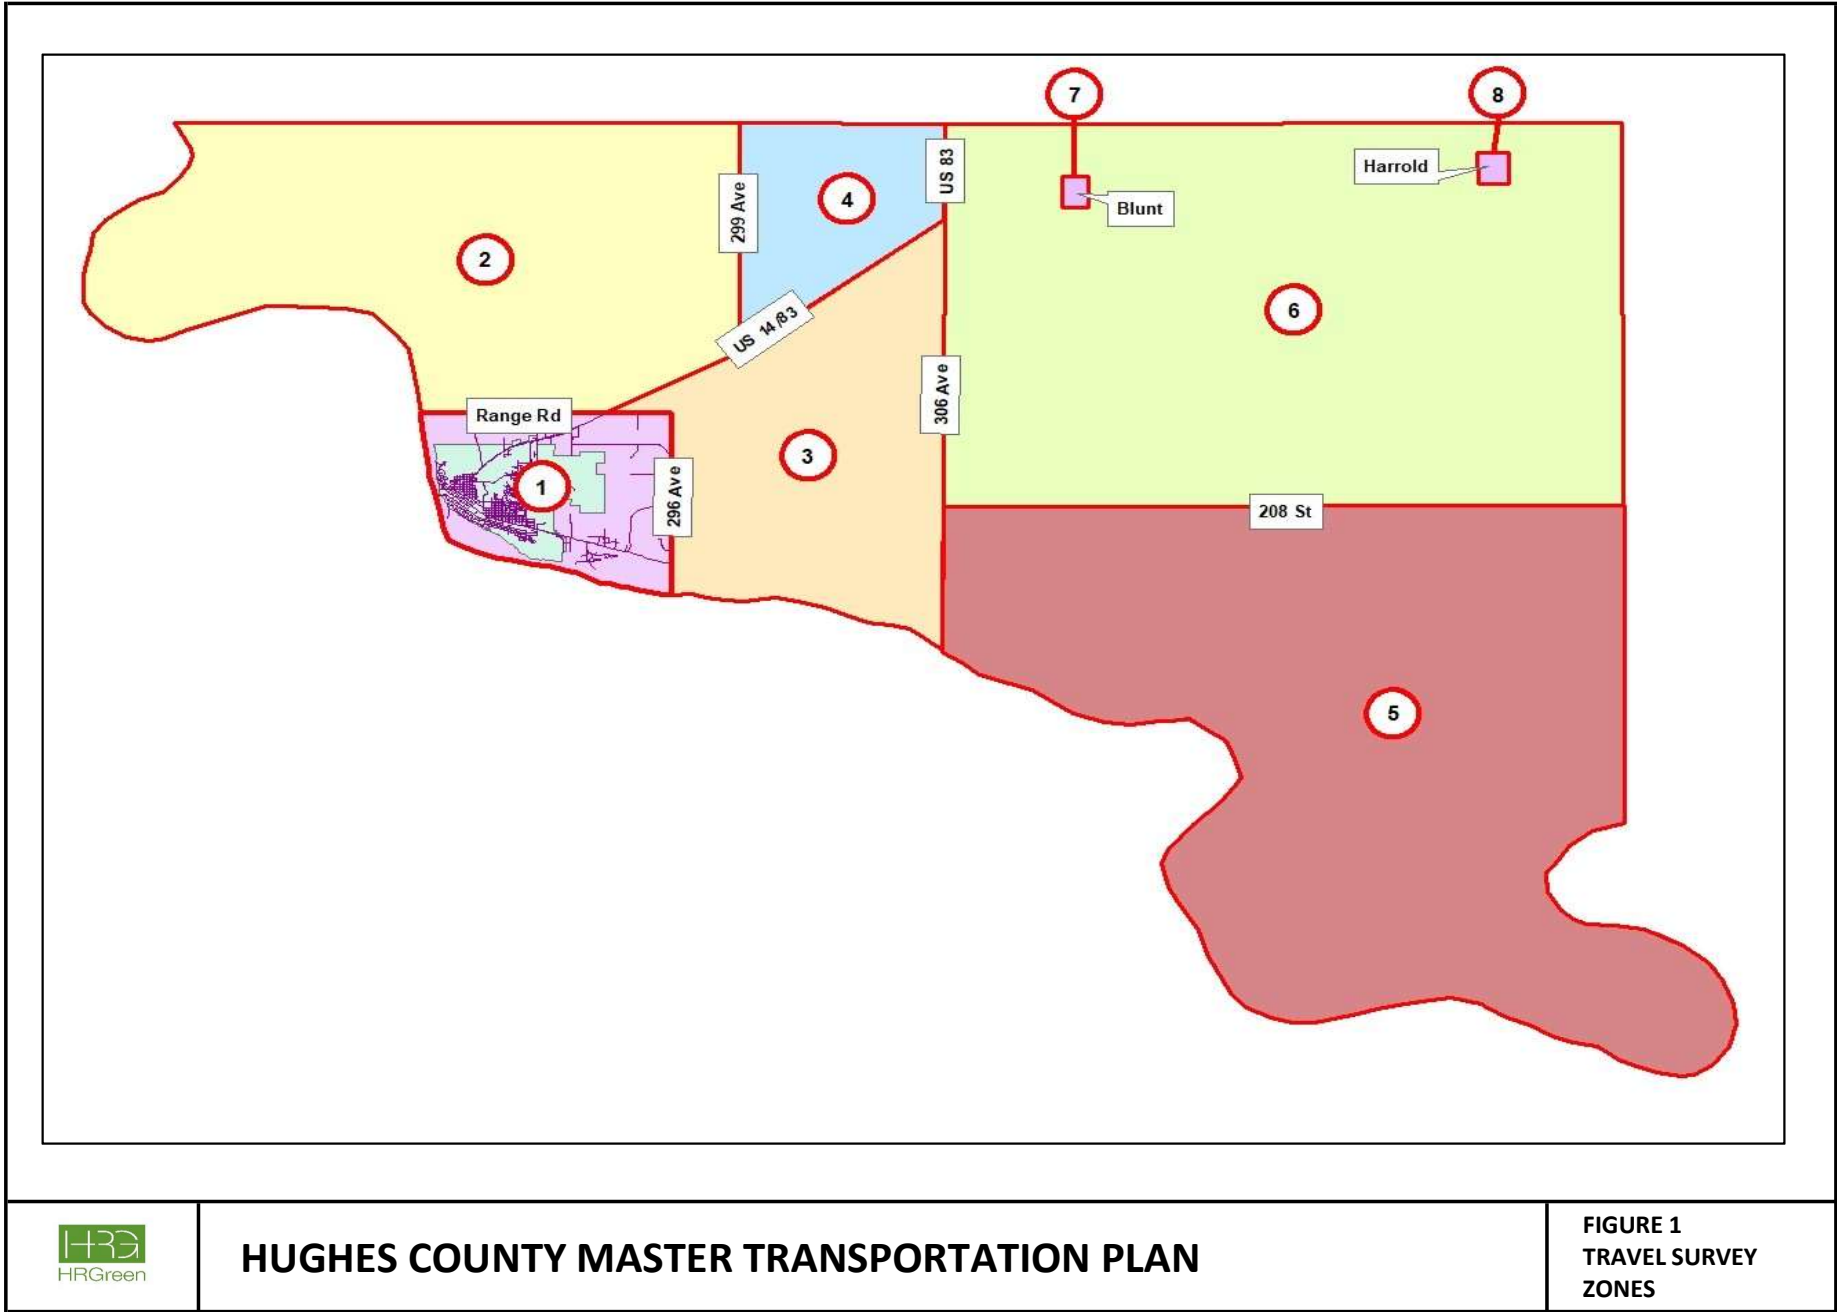 7
8
US 83
Harrold
299 Ave
4
Blunt
2
6
US 14/83
306 Ave
Range Rd
3
1
296 Ave
208 St
5
HRG
HRGreen
HUGHES COUNTY MASTER TRANSPORTATION PLAN
FIGURE 1
TRAVEL SURVEY
ZONES